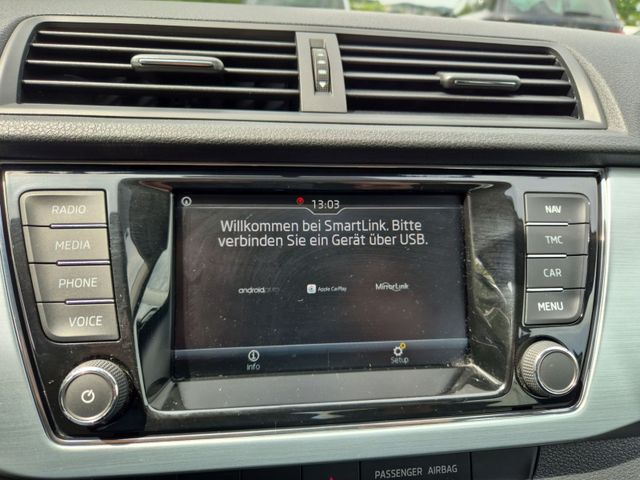 RADIO
MEDIA
PHONE
VOICE
13:03
Willkommen bei SmartLink. Bitte
verbinden Sie ein Gerät über USB.
androidauto
Apple CarPlay
MirrorLink
Info
Setup
NAV
TMC
CAR
MENU
PASSENGER AIRBAG